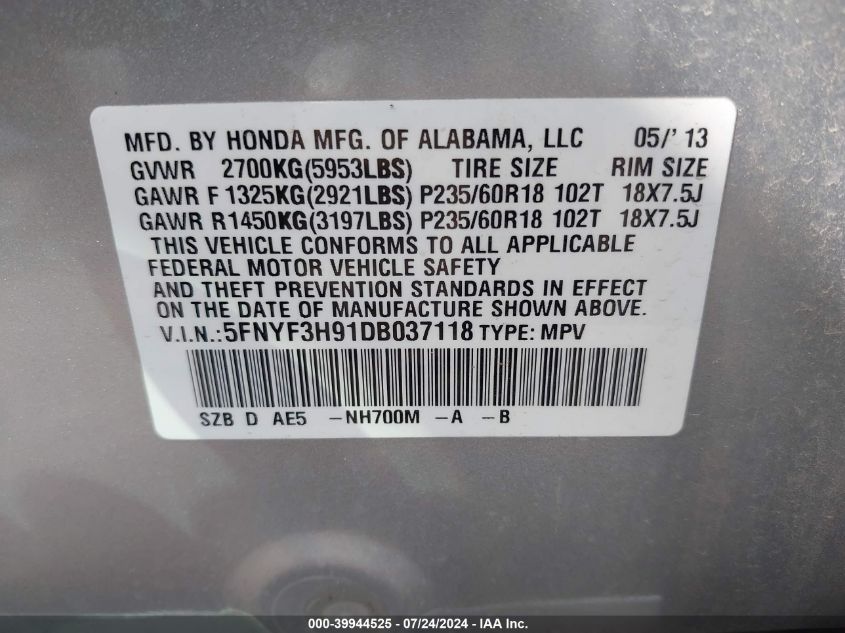 MFD. BY HONDA MFG. OF ALABAMA, LLC 05/' 13
GVWR 2700KG(5953LBS) TIRE SIZE RIM SIZE
GAWR F 1325KG(2921LBS) P235/60R18 102T 18X7.5J
GAWR R1450KG(3197LBS) P235/60R18 102T 18X7.5J
THIS VEHICLE CONFORMS TO ALL APPLICABLE
FEDERAL MOTOR VEHICLE SAFETY
AND THEFT PREVENTION STANDARDS IN EFFECT
ON THE DATE OF MANUFACTURE SHOWN ABOVE.
V.I.N.:5FNYF3H91DB037118 TYPE: MPV
SZB D AE5 -NH700M -A -B
000-39944525 - 07/24/2024 - IAAI.com